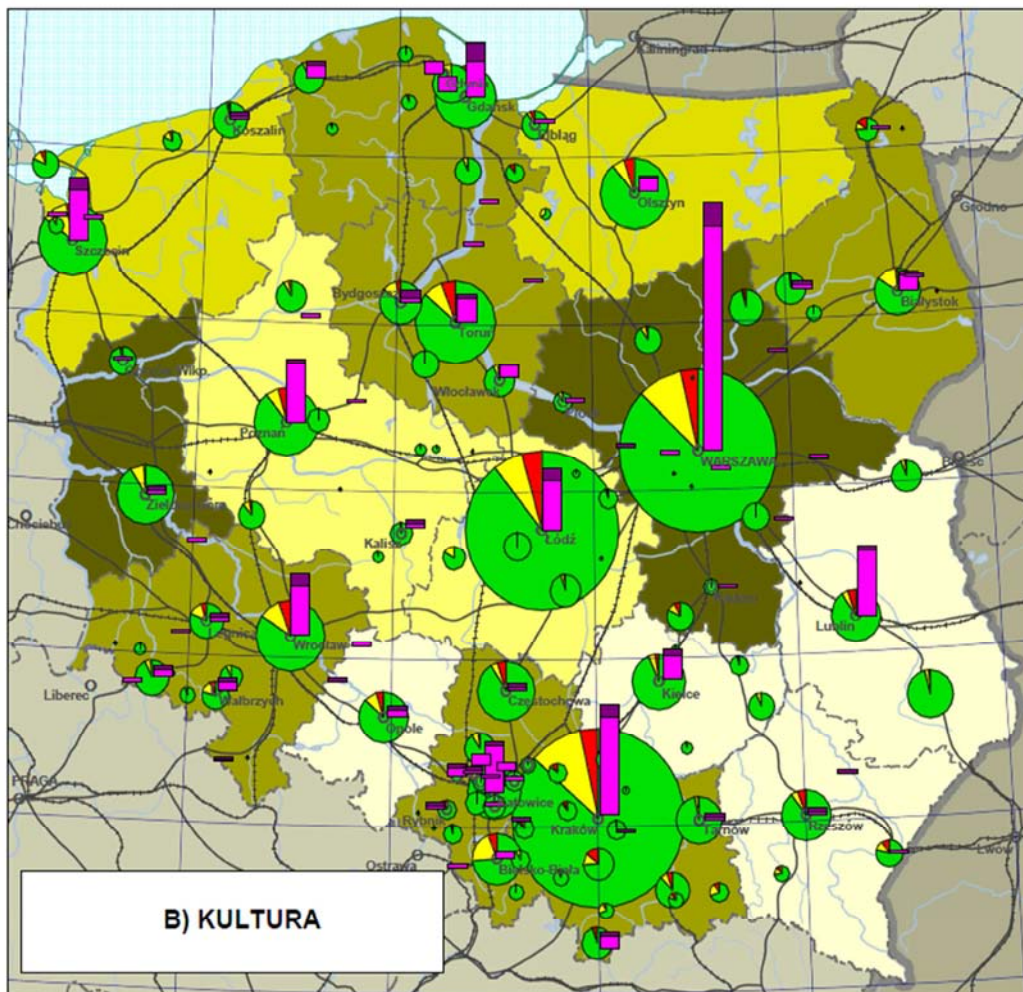 Kaliningrad
Gdynia
Gdańsk
Koszalin
Elbląg
Olsztyn
Grodno
Szczecin
Bydgoszcz
Białystok
Toruń
Włocławek
Poznań
WARSZAWA
Zielona Góra
Kalisz
Łódź
Lublin
Legnica
Wrocław
Liberec
Wałbrzych
Częstochowa
Kielce
Opole
PRAGA
Katowice
Rybnik
Kraków
Tarnów
Rzeszów
Lwów
Ostrawa
Bielsko-Biała
B) KULTURA